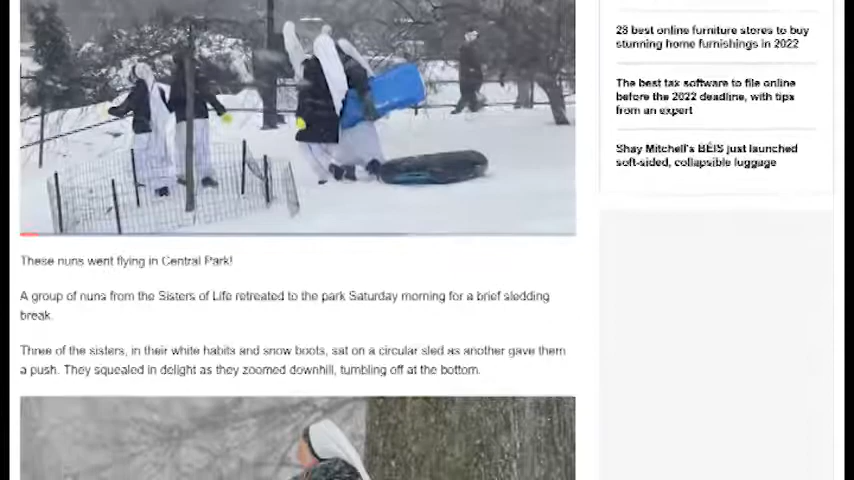 These nuns went flying in Central Park!
A group of nuns from the Sisters of Life retreated to the park Saturday morning for a brief sledding
break.
Three of the sisters, in their white habits and snow boots, sat on a circular sled as another gave them
a push. They squealed in delight as they zoomed downhill, tumbling off at the bottom.
28 best online furniture stores to buy
stunning home furnishings in 2022
The best tax software to file online
before the 2022 deadline, with tips
from an expert
Shay Mitchell's BÉIS just launched
soft-sided, collapsible luggage